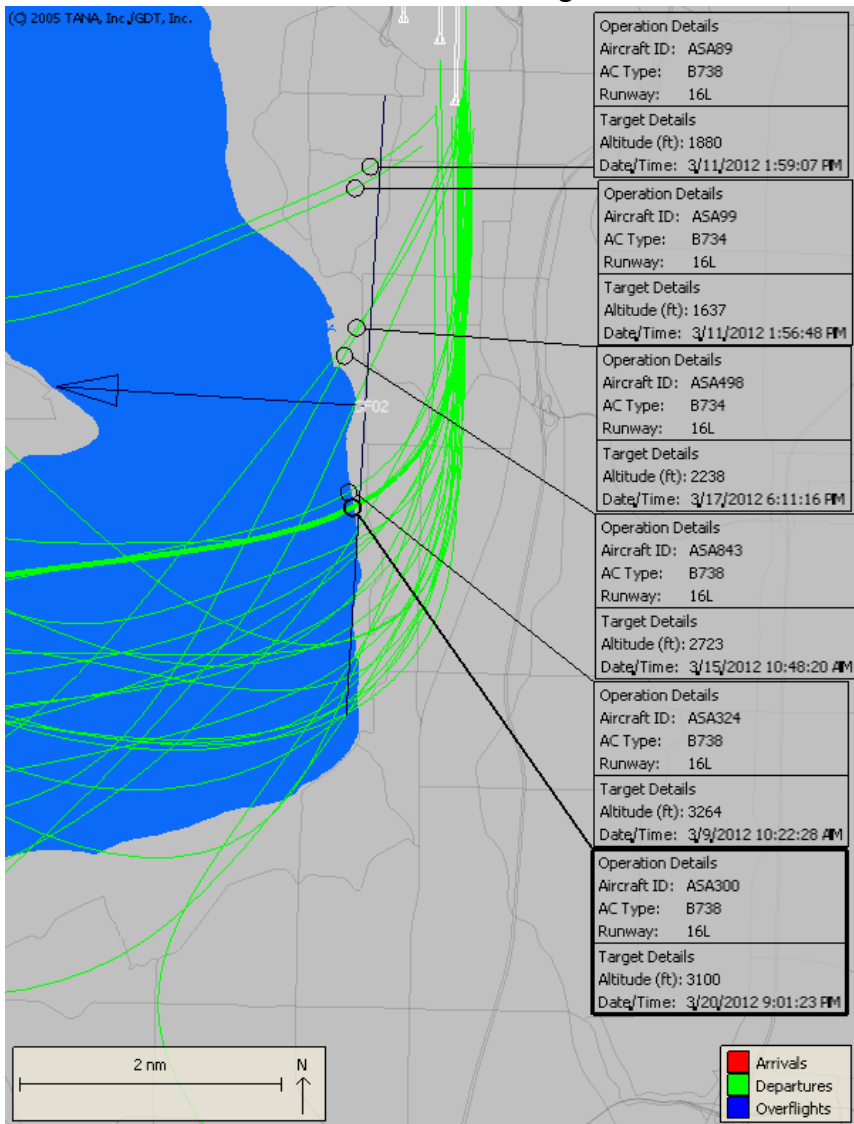 (C) 2005 TANA, Inc./GDT, Inc.
Operation Details
Aircraft ID: ASA89
AC Type: B738
Runway: 16L
Target Details
Altitude (ft): 1880
Date/Time: 3/11/2012 1:59:07 PM
Operation Details
Aircraft ID: ASA99
AC Type: B734
Runway: 16L
Target Details
Altitude (ft): 1637
Date/Time: 3/11/2012 1:56:48 PM
Operation Details
Aircraft ID: ASA498
AC Type: B734
Runway: 16L
Target Details
Altitude (ft): 2238
Date/Time: 3/17/2012 6:11:16 PM
Operation Details
Aircraft ID: ASA843
AC Type: B738
Runway: 16L
Target Details
Altitude (ft): 2723
Date/Time: 3/15/2012 10:48:20 AM
Operation Details
Aircraft ID: ASA324
AC Type: B738
Runway: 16L
Target Details
Altitude (ft): 3264
Date/Time: 3/9/2012 10:22:28 AM
Operation Details
Aircraft ID: ASA300
AC Type: B738
Runway: 16L
Target Details
Altitude (ft): 3100
Date/Time: 3/20/2012 9:01:23 PM
2 nm
N
Arrivals
Departures
Overflights